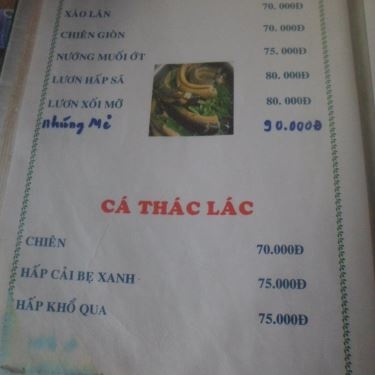 XÀO LĂN 70. 000Đ
CHIÊN GIÒN 70. 000Đ
NƯỚNG MUỐI ỚT 75. 000Đ
LƯƠN HẤP SẢ 80. 000Đ
LƯƠN XỐI MỠ 80. 000Đ
Nhúng Mẻ 90.000Đ
CÁ THÁC LÁC
CHIÊN 70.000Đ
HẤP CẢI BẸ XANH 75.000Đ
HẤP KHỔ QUA 75.000Đ